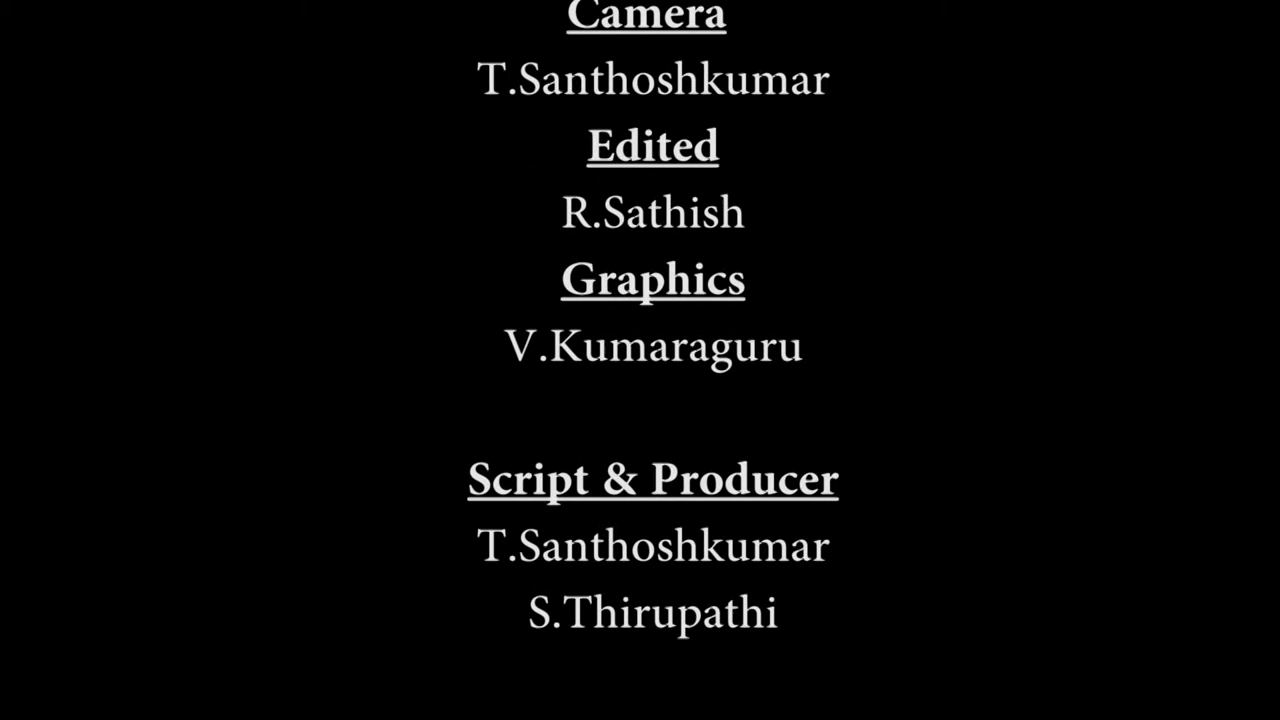 Camera
T.Santhoshkumar
Edited
R.Sathish
Graphics
V.Kumaraguru
Script & Producer
T.Santhoshkumar
S.Thirupathi